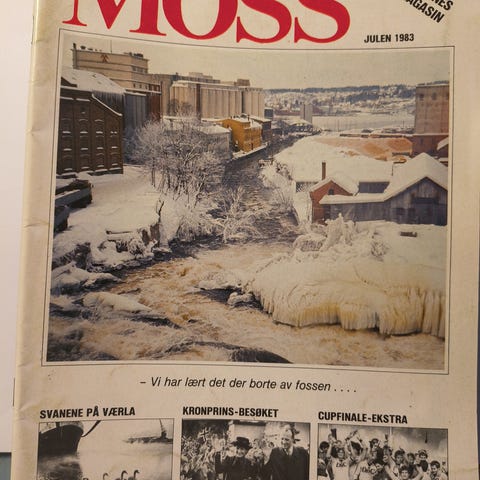 MOSS
MAGASIN
JULEN 1983
– Vi har lært det der borte av fossen . . . .
SVANENE PÅ VÆRLA
KRONPRINS-BESØKET
CUPFINALE-EKSTRA